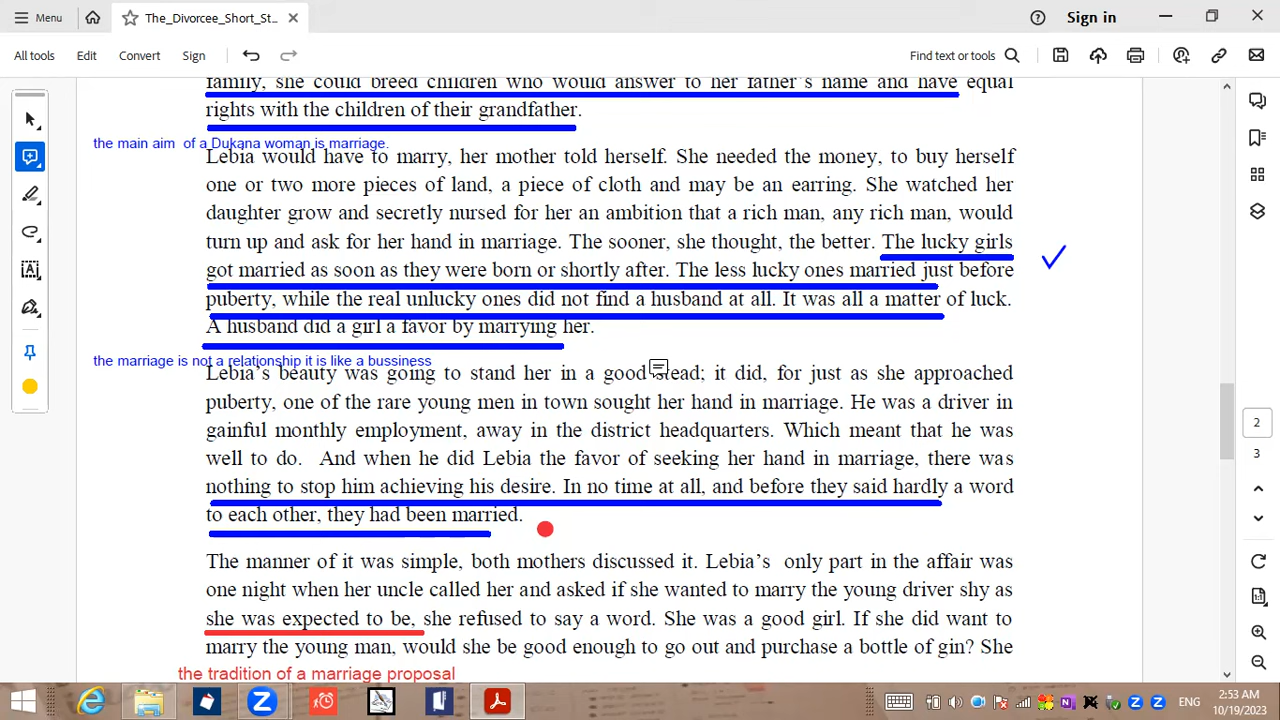 Menu
The_Divorcee_Short_St...
Sign in
All tools
Edit
Convert
Sign
Find text or tools
family, she could breed children who would answer to her father's name and have equal
rights with the children of their grandfather.
the main aim of a Dukana woman is marriage.
Lebia would have to marry, her mother told herself. She needed the money, to buy herself
one or two more pieces of land, a piece of cloth and may be an earring. She watched her
daughter grow and secretly nursed for her an ambition that a rich man, any rich man, would
turn up and ask for her hand in marriage. The sooner, she thought, the better. The lucky girls
got married as soon as they were born or shortly after. The less lucky ones married just before
puberty, while the real unlucky ones did not find a husband at all. It was all a matter of luck.
A husband did a girl a favor by marrying her.
the marriage is not a relationship it is like a bussiness
Lebia's beauty was going to stand her in a good stead; it did, for just as she approached
puberty, one of the rare young men in town sought her hand in marriage. He was a driver in
gainful monthly employment, away in the district headquarters. Which meant that he was
well to do. And when he did Lebia the favor of seeking her hand in marriage, there was
nothing to stop him achieving his desire. In no time at all, and before they said hardly a word
to each other, they had been married.
The manner of it was simple, both mothers discussed it. Lebia's only part in the affair was
one night when her uncle called her and asked if she wanted to marry the young driver shy as
she was expected to be, she refused to say a word. She was a good girl. If she did want to
marry the young man, would she be good enough to go out and purchase a bottle of gin? She
the tradition of a marriage proposal
2
3
ENG
2:53 AM
10/19/2023